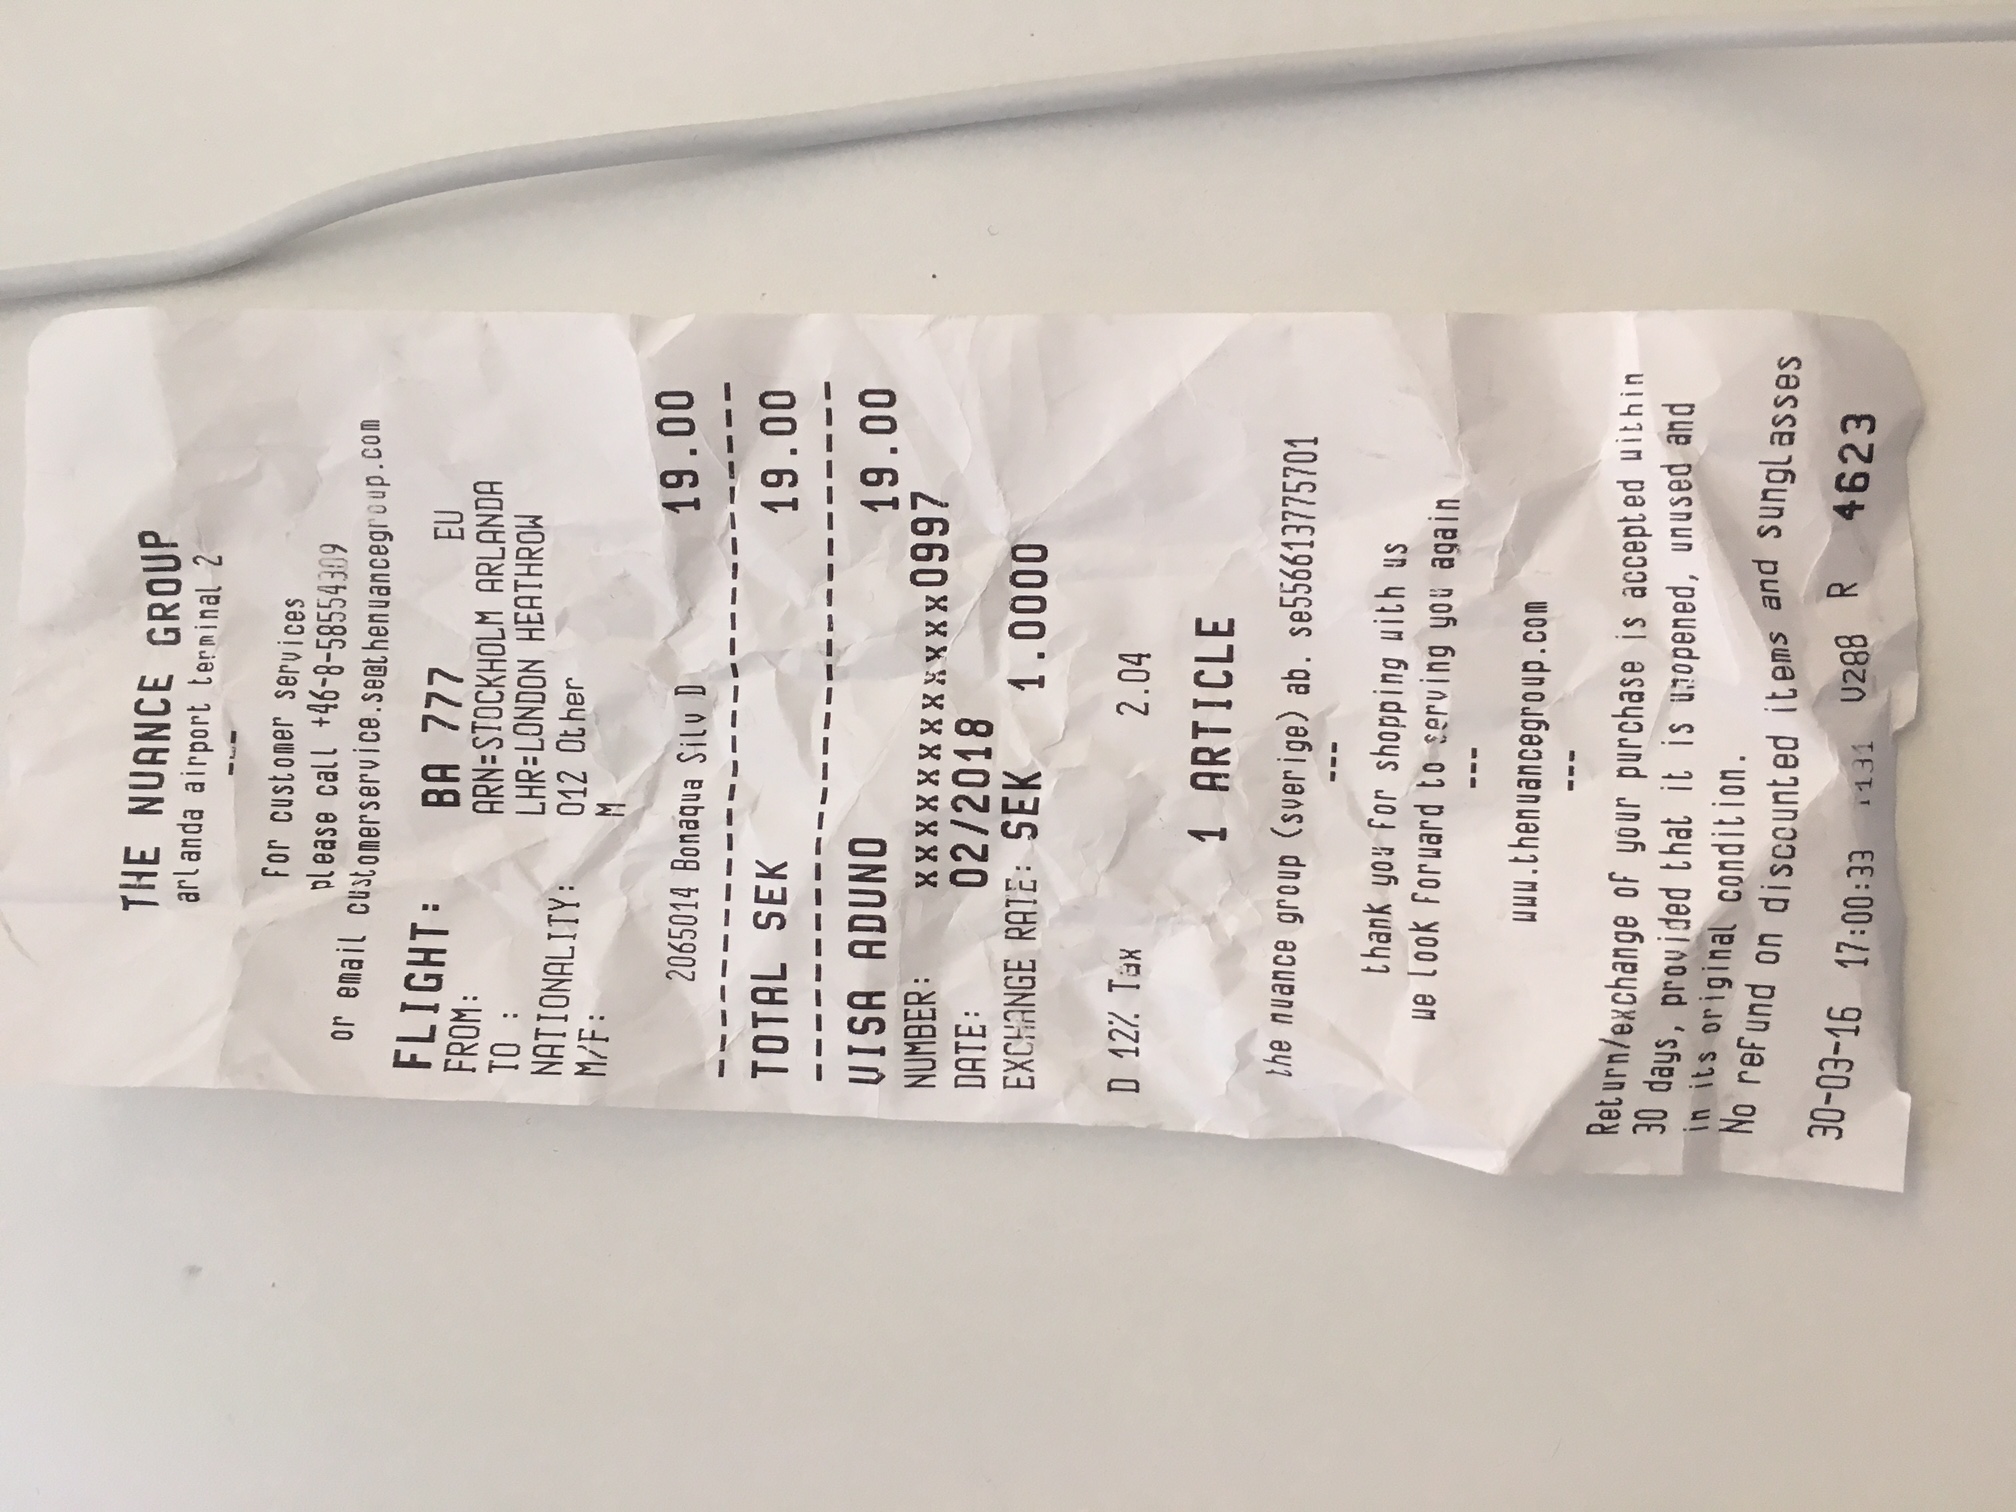 THE NUANCE GROUP
arlanda airport terminal 2
---
For customer services
please call +46-8-58554309
or email customerservice.se@thenuancegroup.com
FLIGHT: BA 777 EU
FROM: ARN=STOCKHOLM ARLANDA
TO : LHR=LONDON HEATHROW
NATIONALITY: 012 Other
M/F: M
2065014 Bonaqua Silv D 19.00
TOTAL SEK 19.00
VISA ADUNO 19.00
NUMBER: xxxxxxxxxxxx0997
DATE: 02/2018
EXCHANGE RATE: SEK 1.0000
D 12% Tax 2.04
1 ARTICLE
the nuance group (sverige) ab. se556613775701
---
thank you for shopping with us
we look forward to serving you again
---
www.thenuancegroup.com
---
Return/exchange of your purchase is accepted within
30 days, provided that it is unopened, unused and
in its original condition.
No refund on discounted items and sunglasses
30-03-16 17:00:33 V288 R 4623